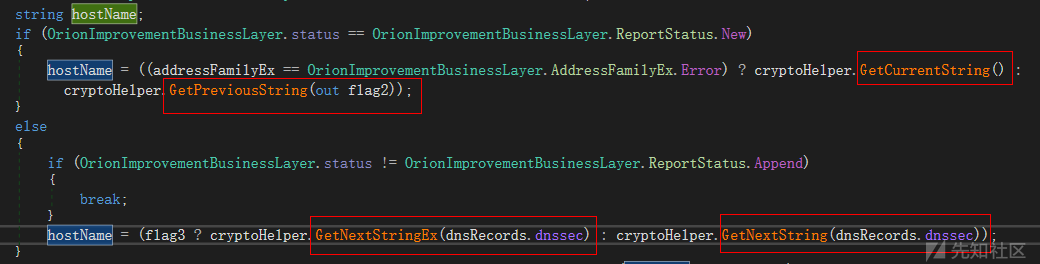 string hostName;
if (OrionImprovementBusinessLayer.status == OrionImprovementBusinessLayer.ReportStatus.New)
{
hostName = ((addressFamilyEx == OrionImprovementBusinessLayer.AddressFamilyEx.Error) ? cryptoHelper.GetCurrentString() :
cryptoHelper.GetPreviousString(out flag2));
}
else
{
if (OrionImprovementBusinessLayer.status != OrionImprovementBusinessLayer.ReportStatus.Append)
{
break;
}
hostName = (flag3 ? cryptoHelper.GetNextStringEx(dnsRecords.dnssec) : cryptoHelper.GetNextString(dnsRecords.dnssec));
}
先知社区